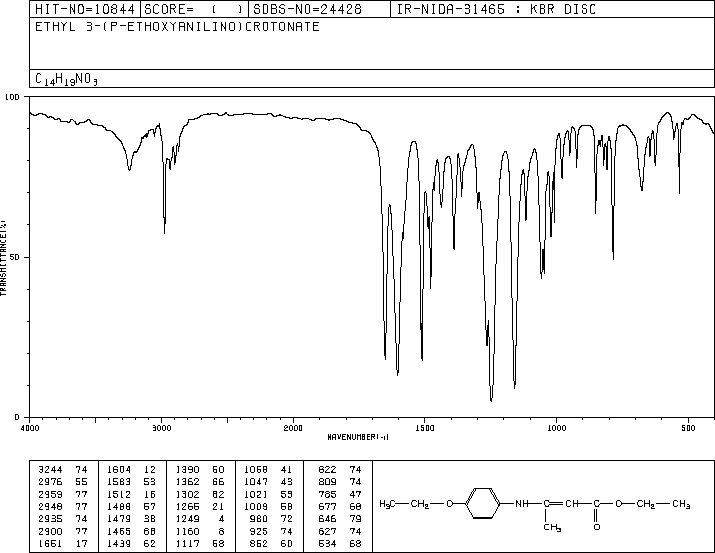 HIT-NO=10844 SCORE= ( ) SDBS-NO=24428 IR-NIDA-31465 : KBR DISC
ETHYL 3-(P-ETHOXYANILINO)CROTONATE
C14H19NO3
100
50
0
TRANSMITTANCE(%)
4000 3000 2000 1500 1000 500
WAVENUMBER(-1)
3244 74 1604 12 1390 50 1068 41 822 74
2976 55 1583 53 1362 66 1047 43 809 74
2959 77 1512 16 1302 62 1021 53 785 47
2948 77 1488 57 1265 21 1009 58 677 68
2935 74 1479 38 1249 4 980 72 646 79
2900 77 1465 68 1160 8 925 74 627 74
1651 17 1439 62 1117 58 852 60 534 68
H3C CH2 O NH C CH C O CH2 CH3
CH3 O